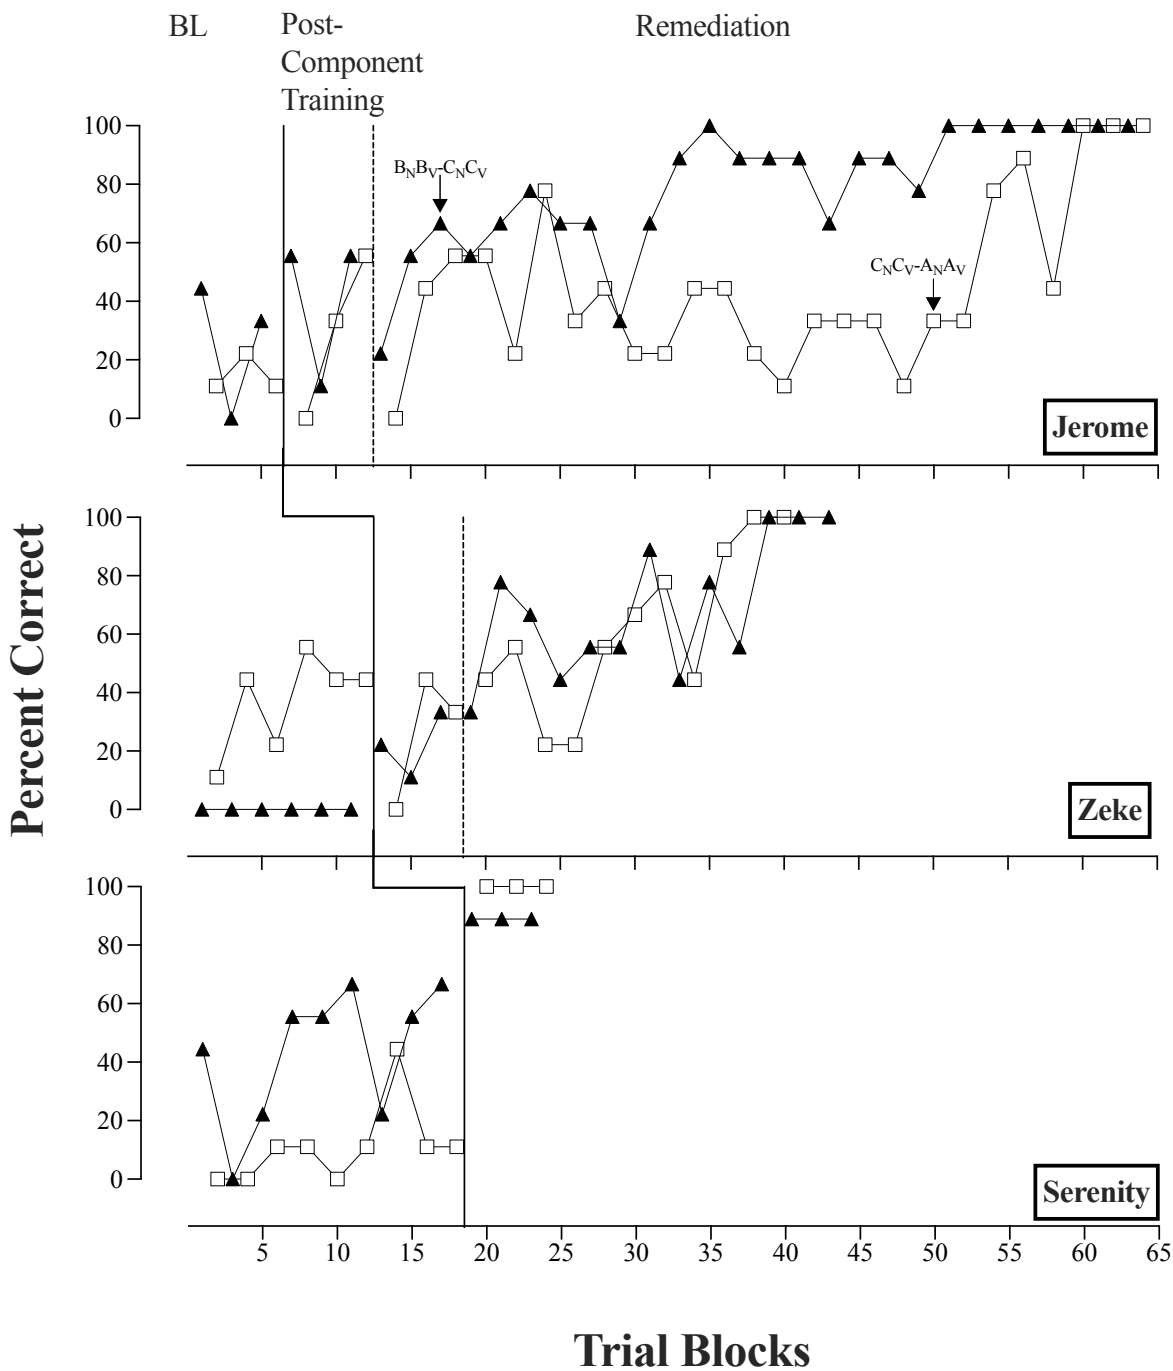 BL
Post-
Component
Training
Remediation
100
80
60
40
20
0
B_NB_V-C_NC_V
C_NC_V-A_NA_V
Jerome
Percent Correct
100
80
60
40
20
0
Zeke
100
80
60
40
20
0
Serenity
5 10 15 20 25 30 35 40 45 50 55 60 65
Trial Blocks